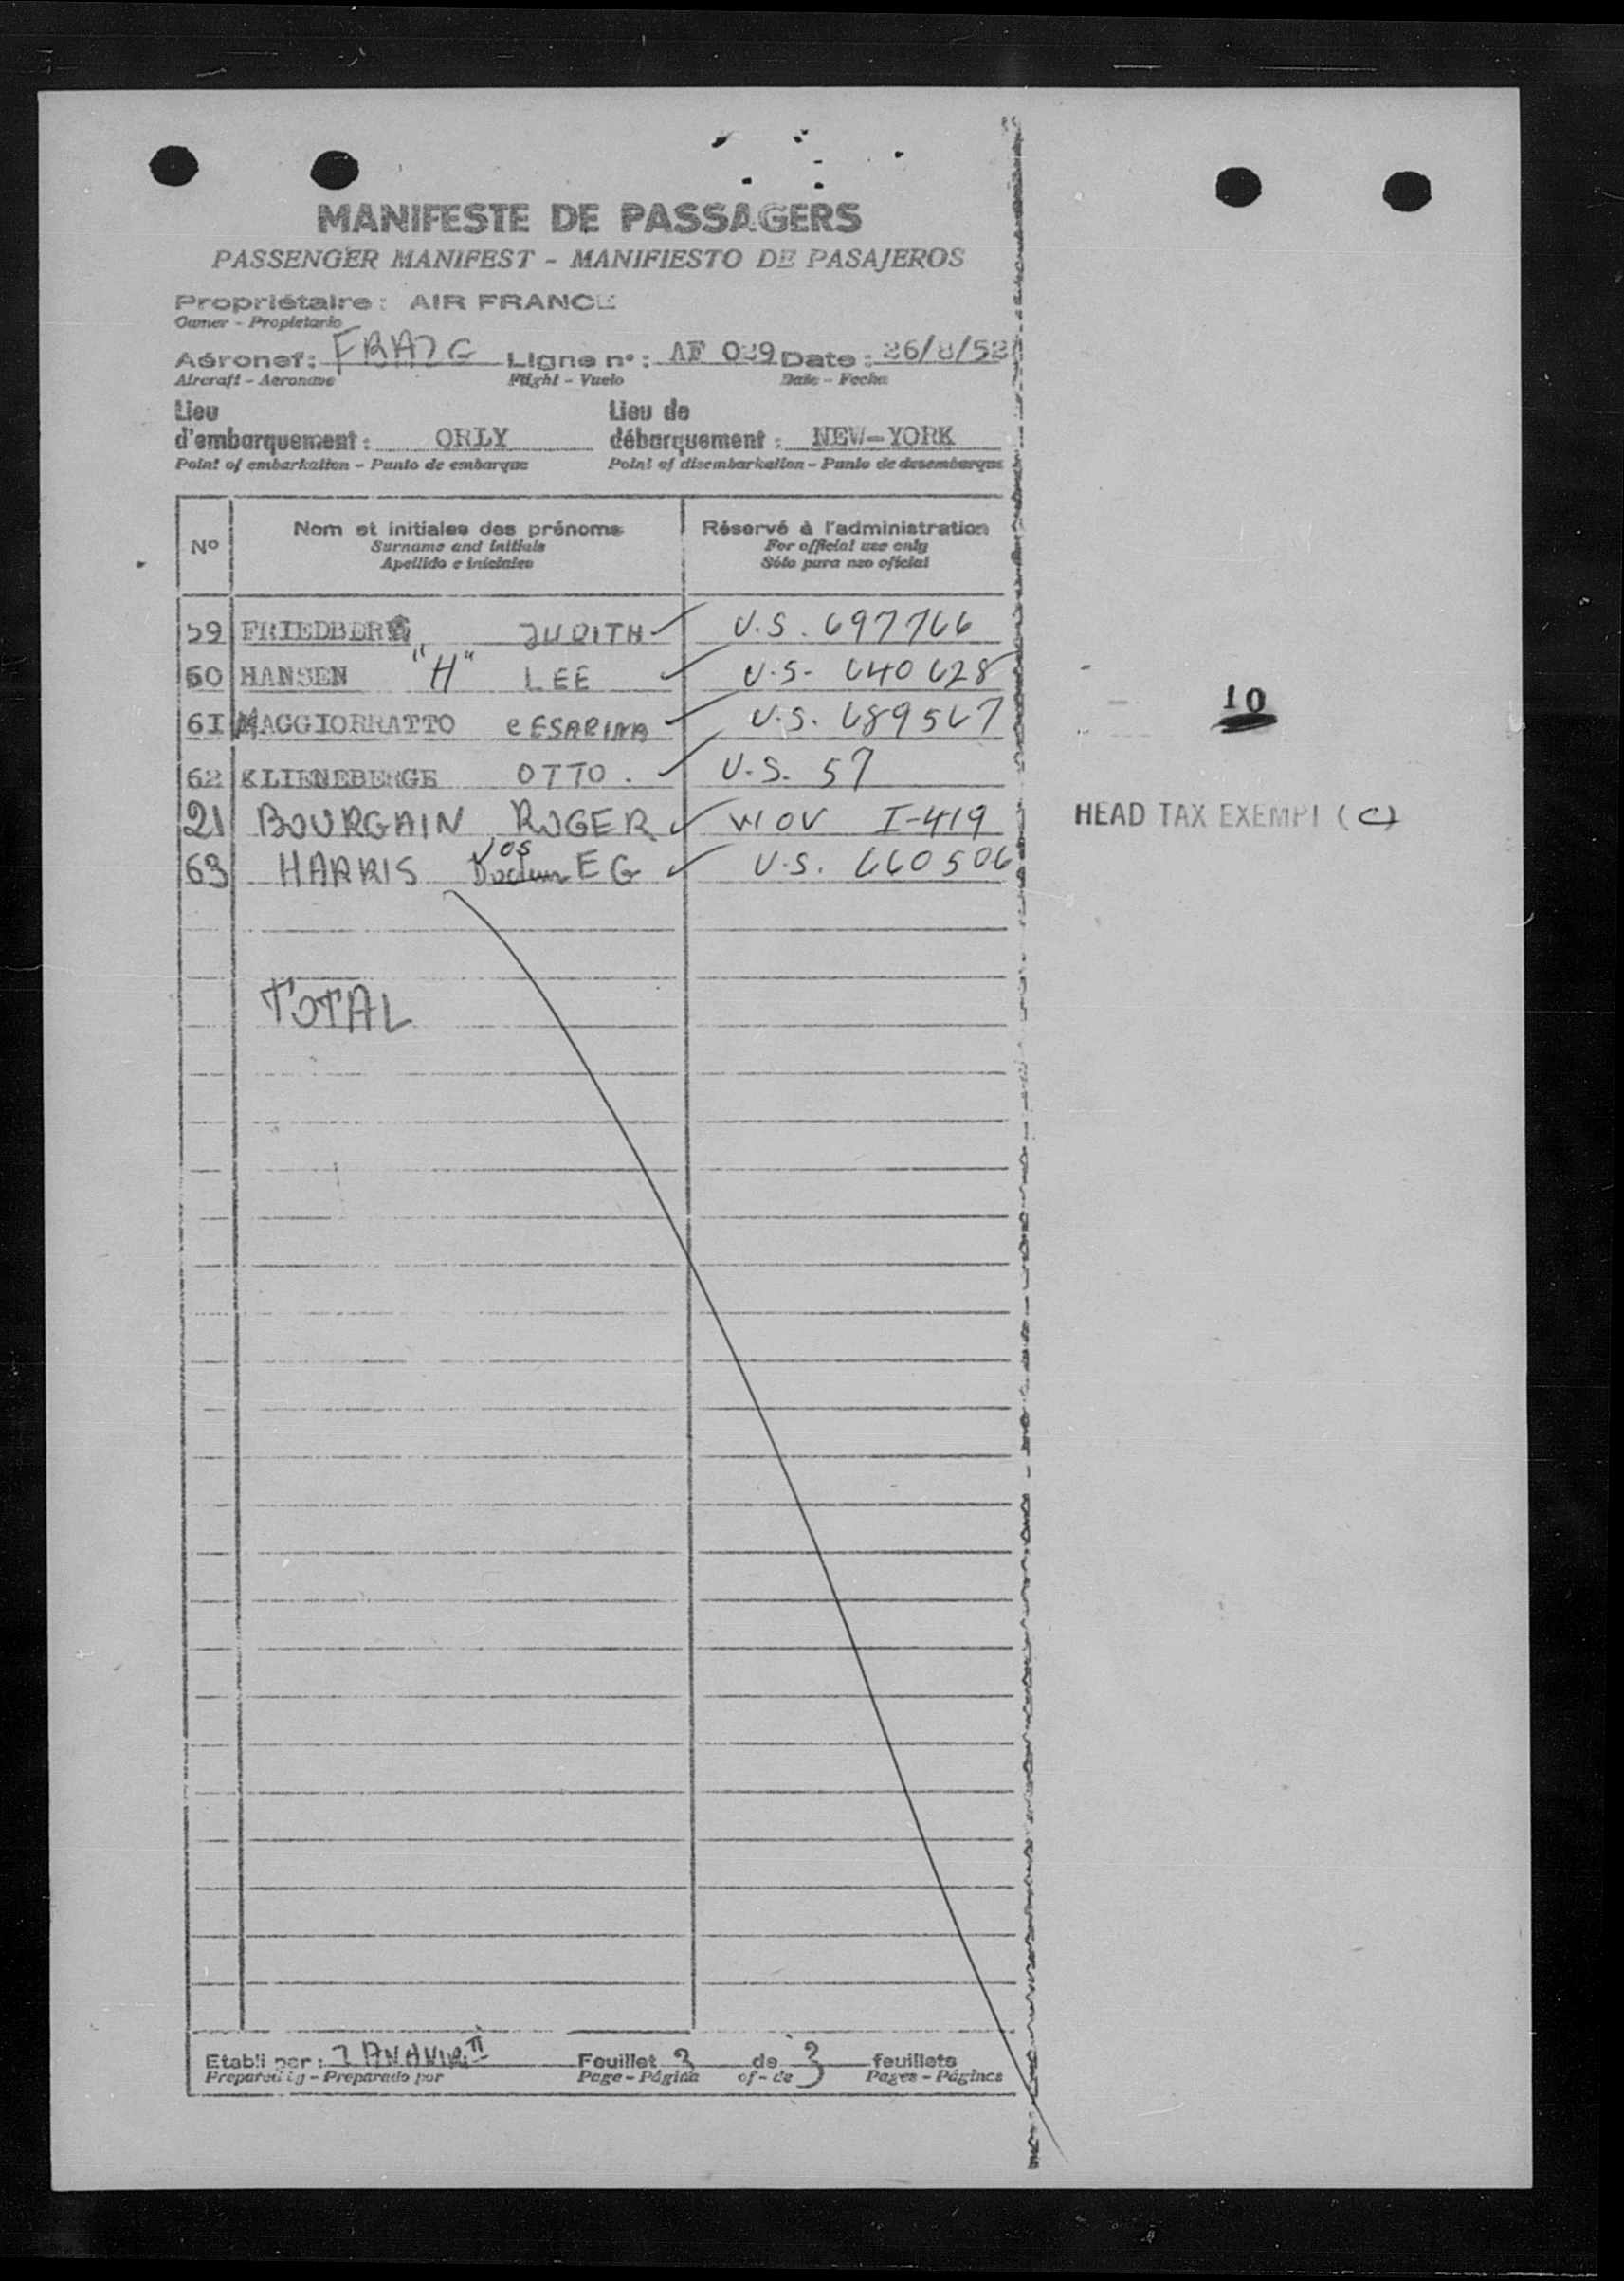 MANIFESTE DE PASSAGERS
PASSENGER MANIFEST - MANIFIESTO DE PASAJEROS
Propriétaire : AIR FRANCE
Owner - Propietario
Aéronef : FBAZG Ligne n° : AF 029 Date : 26/8/52
Aircraft - Aeronave Flight - Vuelo Date - Fecha
Lieu d'embarquement : ORLY Lieu de débarquement : NEW-YORK
Point of embarkation - Punto de embarque Point of disembarkation - Punto de desembarque
N° Nom et initiales des prénoms Réservé à l'administration
Surname and initials For official use only
Apellido e iniciales Sólo para uso oficial
59 FRIEDBERG JUDITH U.S. 697766
60 HANSEN "H" LEE U.S. 640628
61 MAGGIORRATTO CESARINA U.S. 689567
10
62 KLIENEBERGE OTTO. U.S. 57
21 BOURGAIN ROGER WOV I-419 HEAD TAX EXEMPT (C)
63 HARRIS JOS EG U.S. 660506
TOTAL
Etabli par : Feuillet 3 de 3 feuillets
Prepared by - Preparado por Page - Página of - de Pages - Páginas